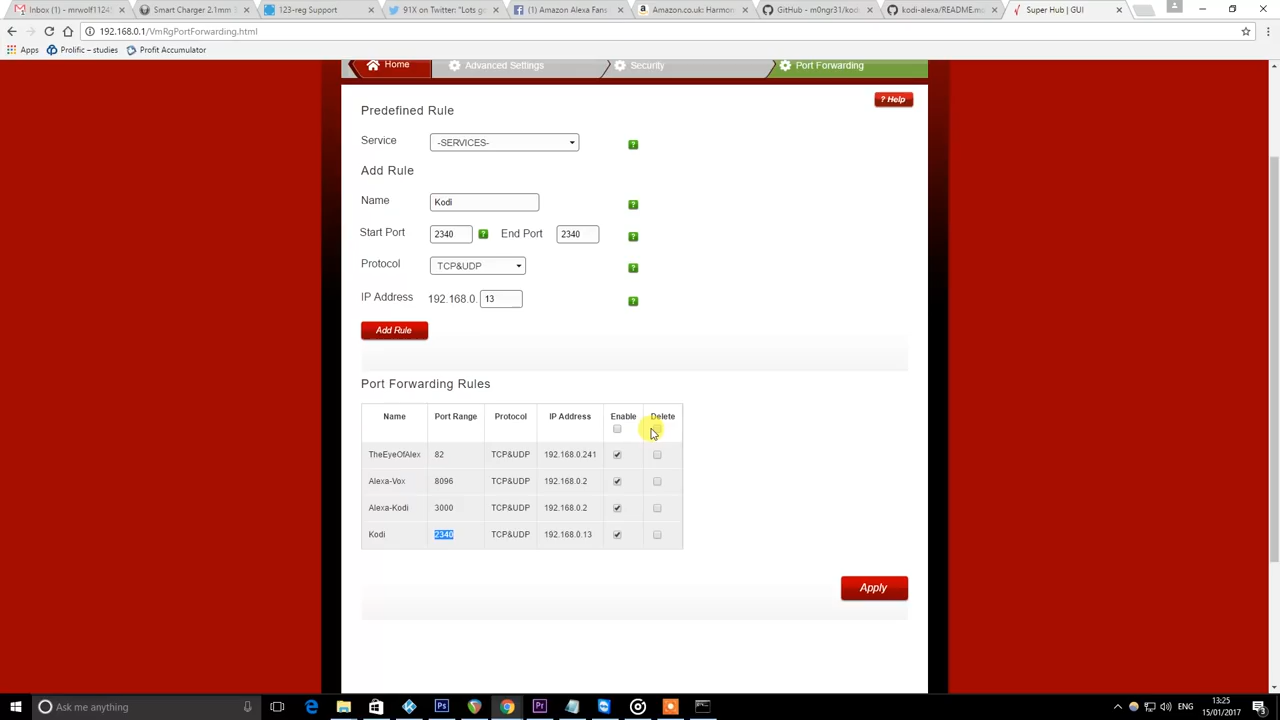 Inbox (1) - mrwolf11245
Smart Charger 2.1mm 
123-reg Support
91X on Twitter: "Lots g
(1) Amazon Alexa Fans
Amazon.co.uk: Harmon
GitHub - m0ngr31/kodi
kodi-alexa/README.m
Super Hub | GUI
192.168.0.1/VmRgPortForwarding.html
Apps
Prolific – studies
Profit Accumulator
Home
Advanced Settings
Security
Port Forwarding
Predefined Rule
? Help
Service
-SERVICES-
?
Add Rule
Name
Kodi
?
Start Port
2340
?
End Port
2340
?
Protocol
TCP&UDP
?
IP Address
192.168.0.
13
?
Add Rule
Port Forwarding Rules
Name Port Range Protocol IP Address Enable Delete
TheEyeOfAlex 82 TCP&UDP 192.168.0.241
Alexa-Vox 8096 TCP&UDP 192.168.0.2
Alexa-Kodi 3000 TCP&UDP 192.168.0.2
Kodi 2340 TCP&UDP 192.168.0.13
Apply
Ask me anything
Ps
Pr
ENG
13:25
15/01/2017
3